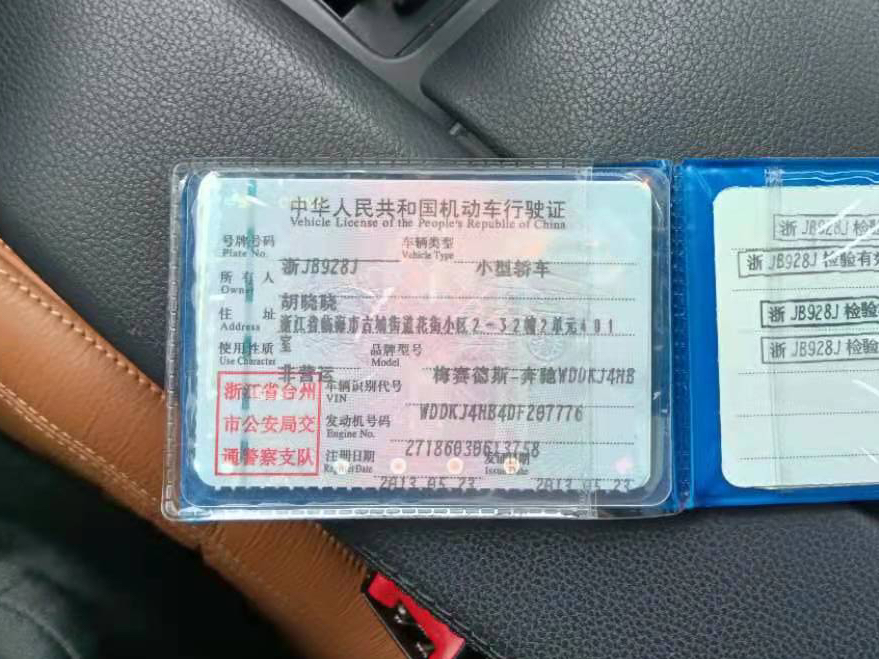 中华人民共和国机动车行驶证
Vehicle License of the People's Republic of China
号牌号码
Plate No.
浙JB928J
车辆类型
Vehicle Type
小型轿车
所有人
Owner
胡晓晓
住址
Address
浙江省临海市古城街道花街小区2-32幢2单元401
室
使用性质
Use Character
非营运
品牌型号
Model
梅赛德斯-奔驰WDDKJ4HB
车辆识别代号
VIN
WDDKJ4HB4DF207776
发动机号码
Engine No.
27186030613758
注册日期
Register Date
2013.05.23
发证日期
Issue Date
2013.05.23
浙江省台州
市公安局交
通警察支队
浙JB928J 检验
浙JB928J 检验有效
浙JB928J 检验
浙JB928J 检验